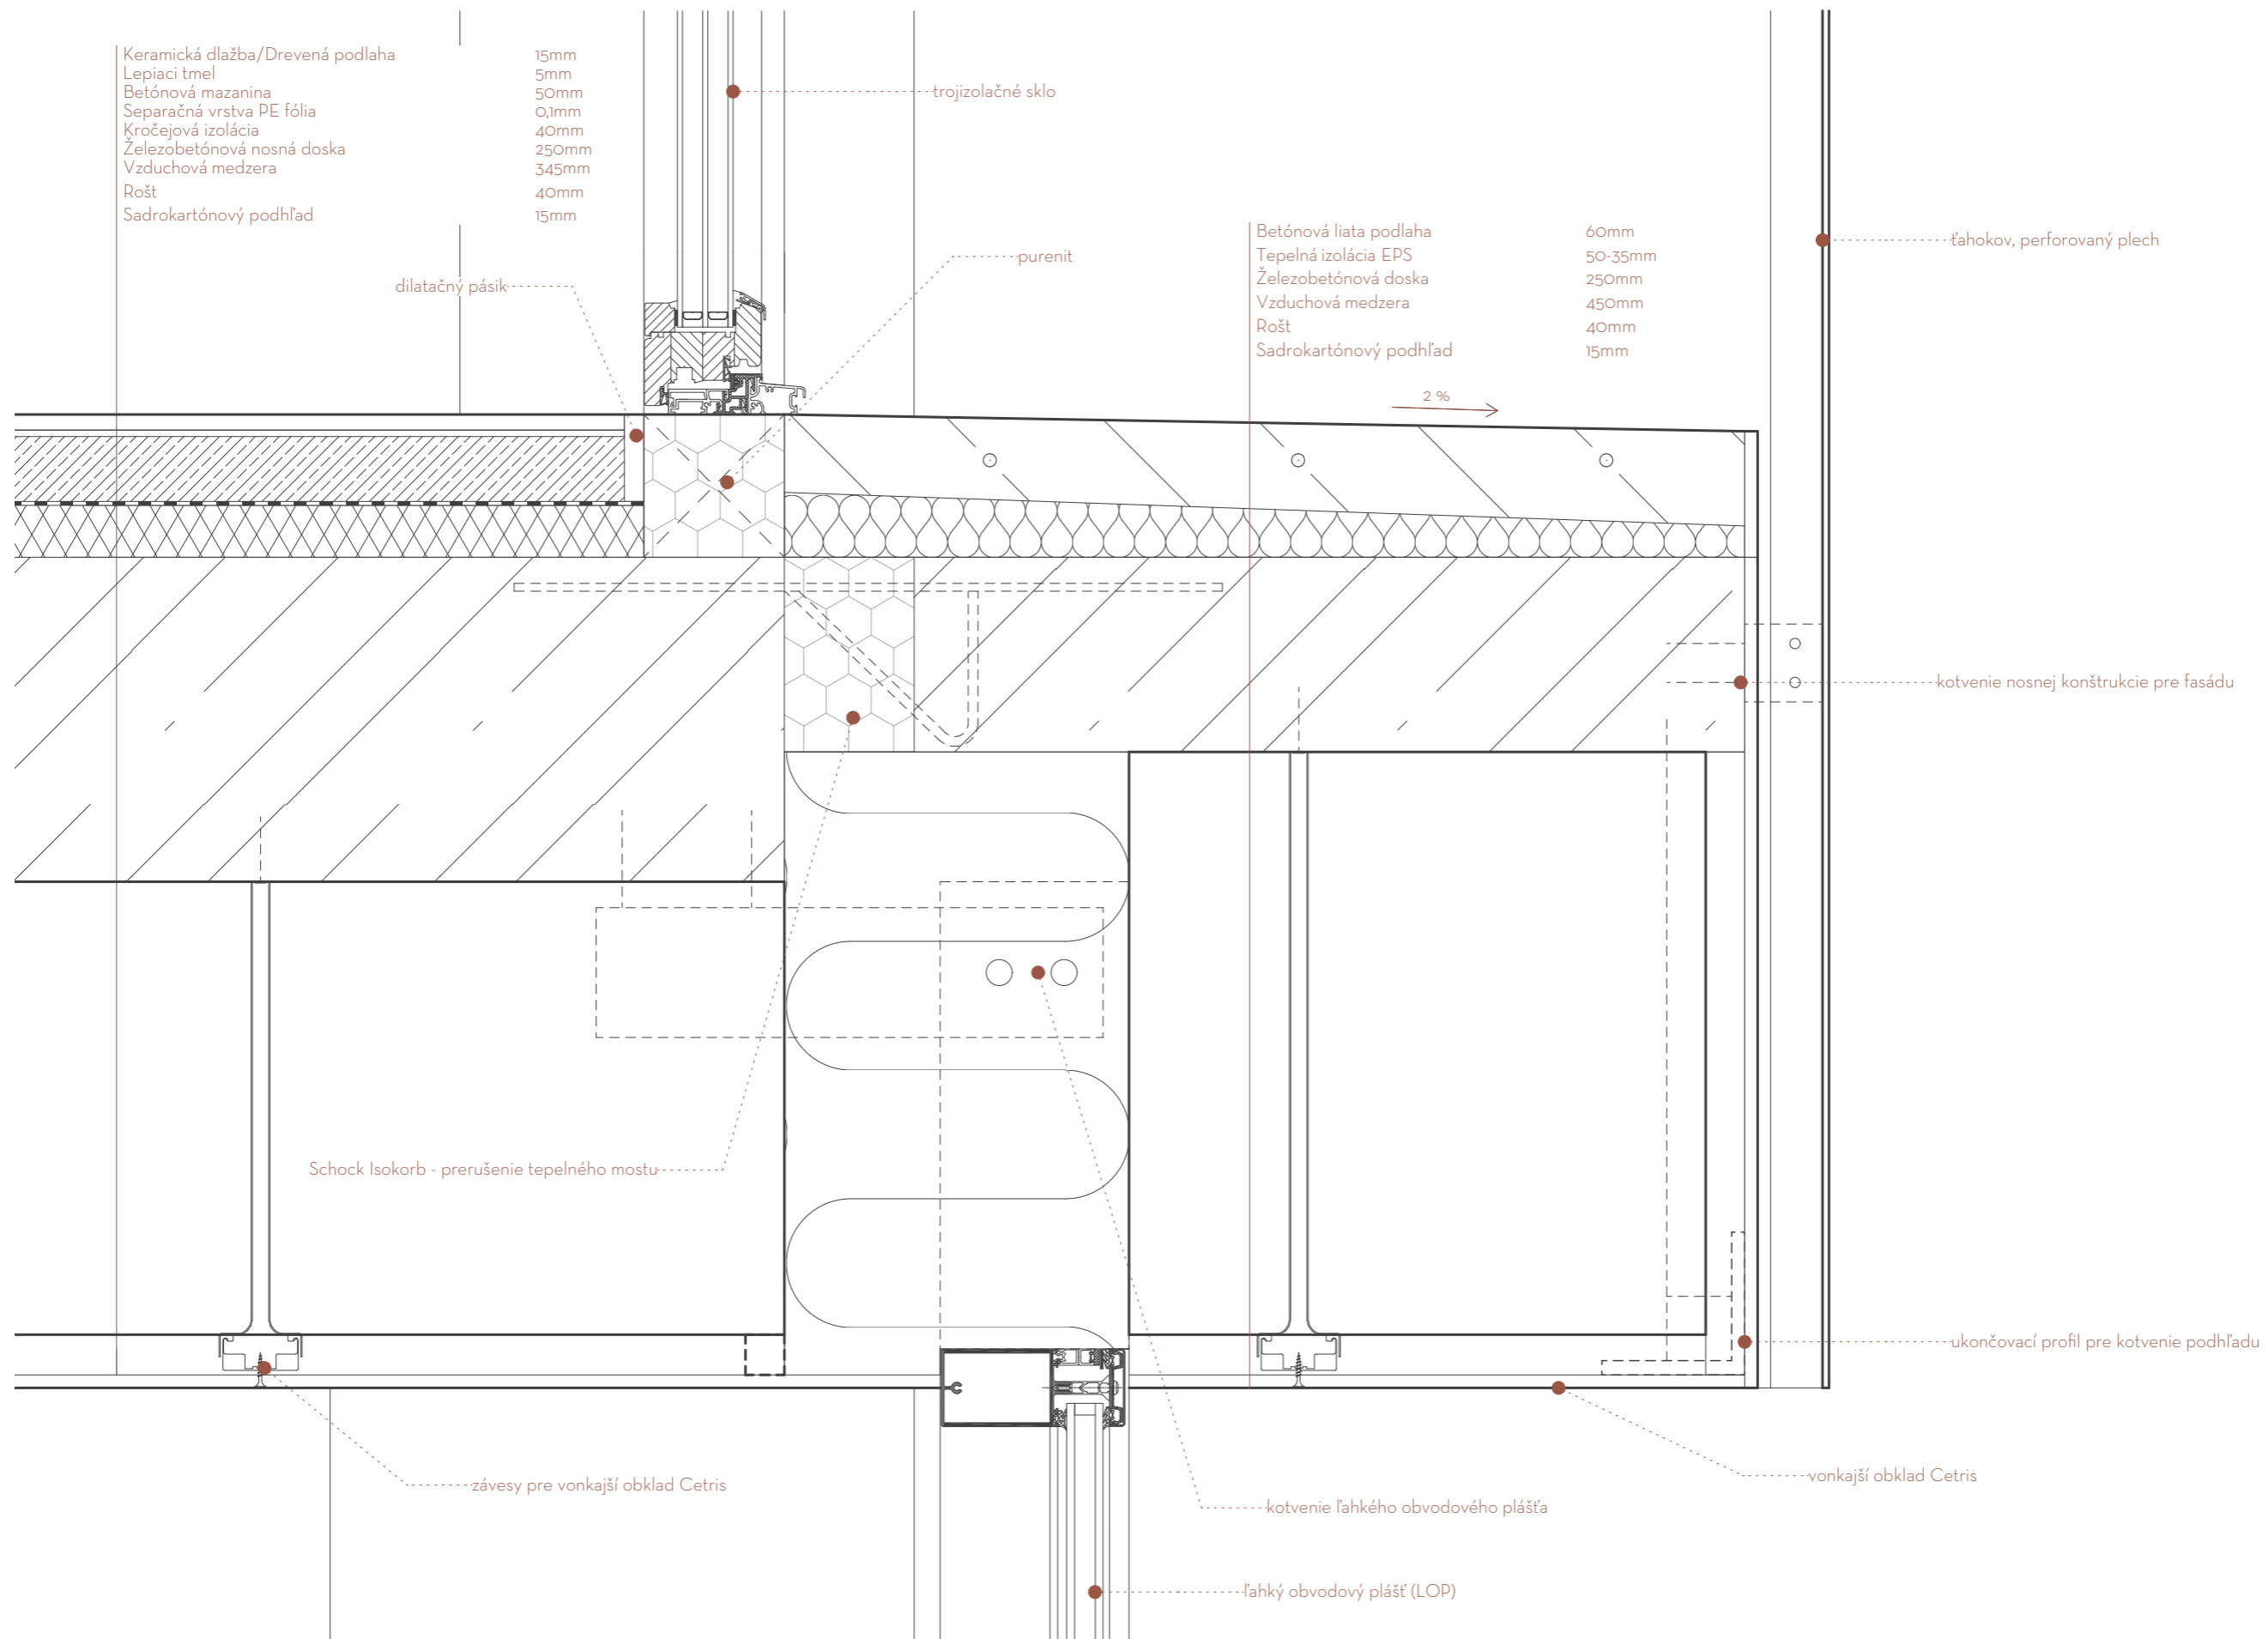 Keramická dlažba/Drevená podlaha 15mm
Lepiaci tmel 5mm
Betónová mazanina 50mm
Separačná vrstva PE fólia 0,1mm
Kročejová izolácia 40mm
Železobetónová nosná doska 250mm
Vzduchová medzera 345mm
Rošt 40mm
Sadrokartónový podhľad 15mm
trojizolačné sklo
purenit
dilatačný pásik
Betónová liata podlaha 60mm
Tepelná izolácia EPS 50-35mm
Železobetónová doska 250mm
Vzduchová medzera 450mm
Rošt 40mm
Sadrokartónový podhľad 15mm
2 %
ťahokov, perforovaný plech
kotvenie nosnej konštrukcie pre fasádu
Schock Isokorb - prerušenie tepelného mostu
ukončovací profil pre kotvenie podhľadu
závesy pre vonkajší obklad Cetris
vonkajší obklad Cetris
kotvenie ľahkého obvodového plášťa
ľahký obvodový plášť (LOP)